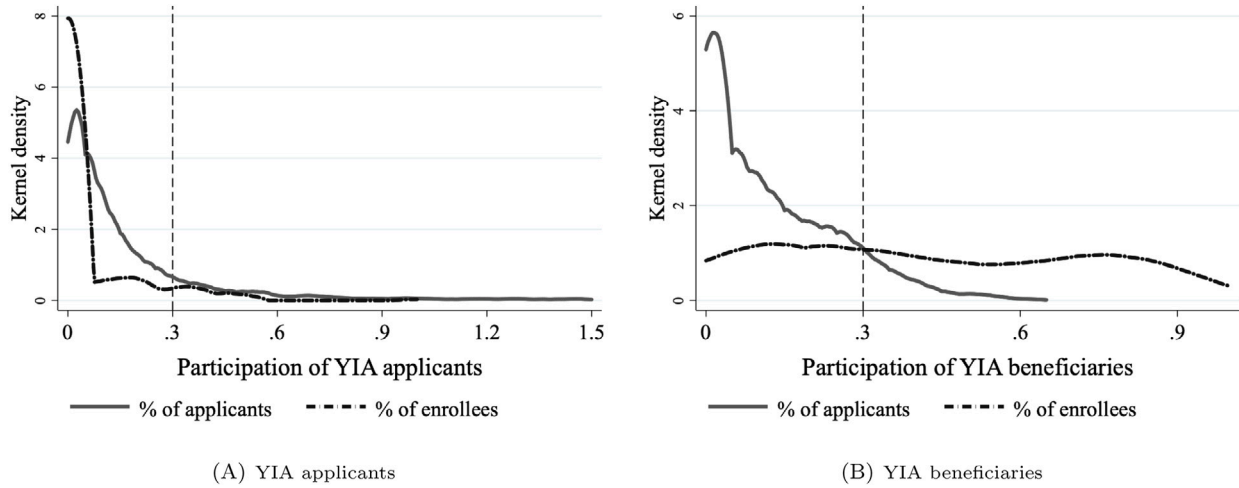 Kernel density
8
6
4
2
0
0
.3
.6
.9
1.2
1.5
Participation of YIA applicants
% of applicants
% of enrollees
(A) YIA applicants
Kernel density
6
4
2
0
0
.3
.6
.9
Participation of YIA beneficiaries
% of applicants
% of enrollees
(B) YIA beneficiaries